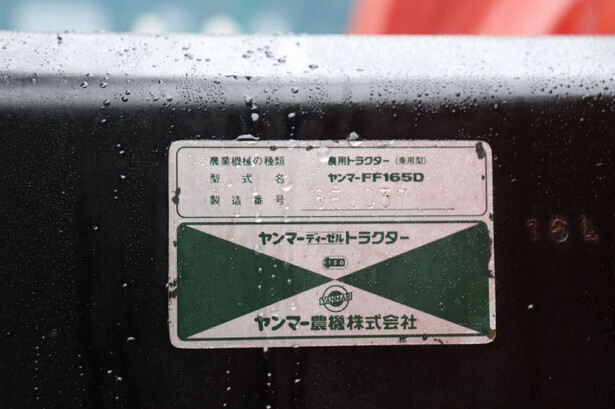 農業機械の種類 農用トラクター（乗用型）
型式名 ヤンマーFF165D
製造番号
ヤンマーディーゼルトラクター
ISO
YANMAR
ヤンマー農機株式会社